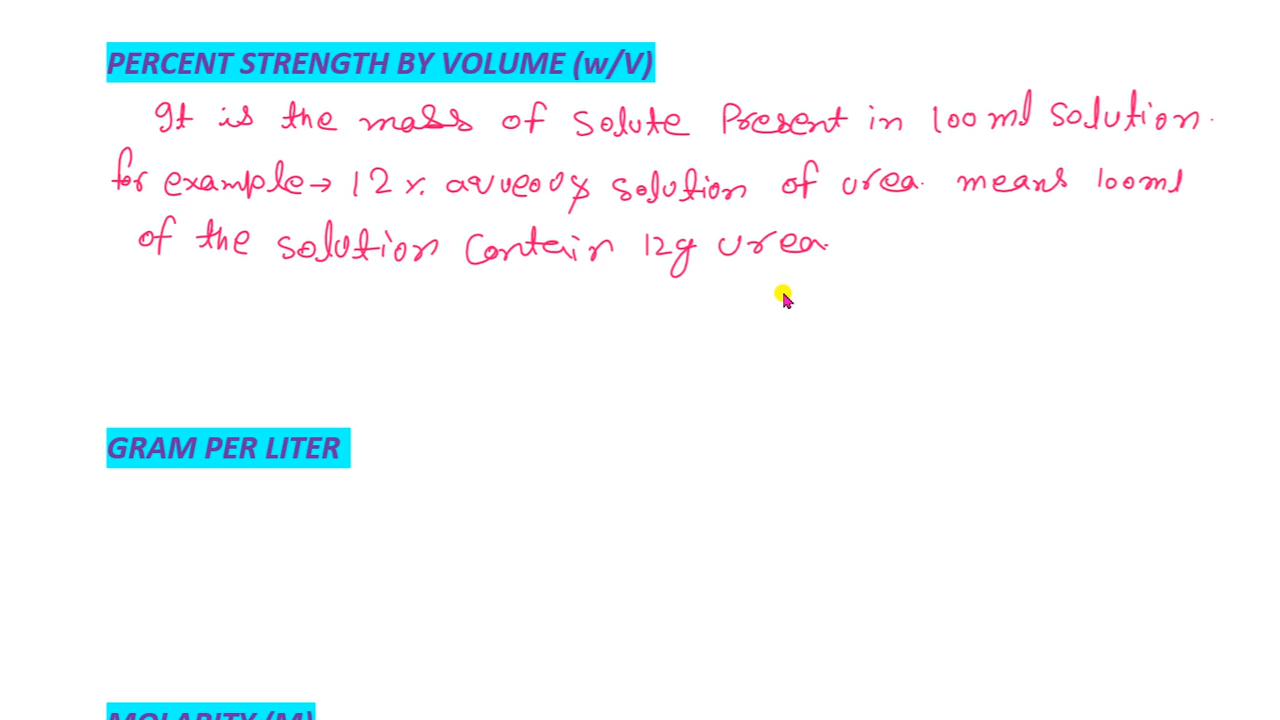 PERCENT STRENGTH BY VOLUME (w/V)
It is the mass of solute Present in 100 ml solution.
for example→ 12 %. aqueous solution of urea. means 100ml
of the solution Contain 12g urea.
GRAM PER LITER
MOLARITY (M)